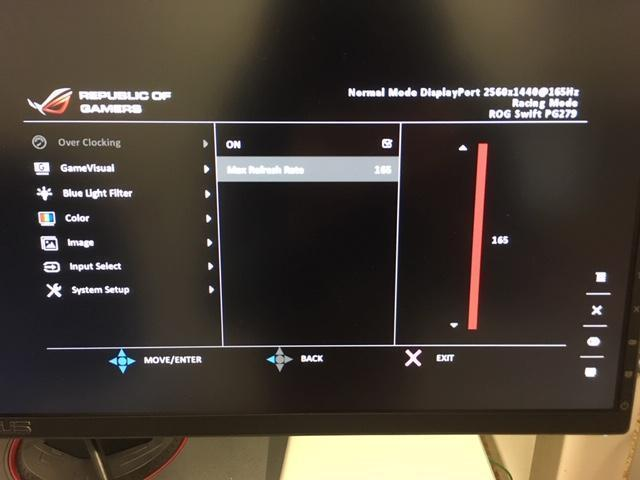 REPUBLIC OF
GAMERS
Normal Mode DisplayPort 2560x1440@165Hz
Racing Mode
ROG Swift PG279
Over Clocking
GameVisual
Blue Light Filter
Color
Image
Input Select
System Setup
ON
Max Refresh Rate 165
165
MOVE/ENTER
BACK
EXIT